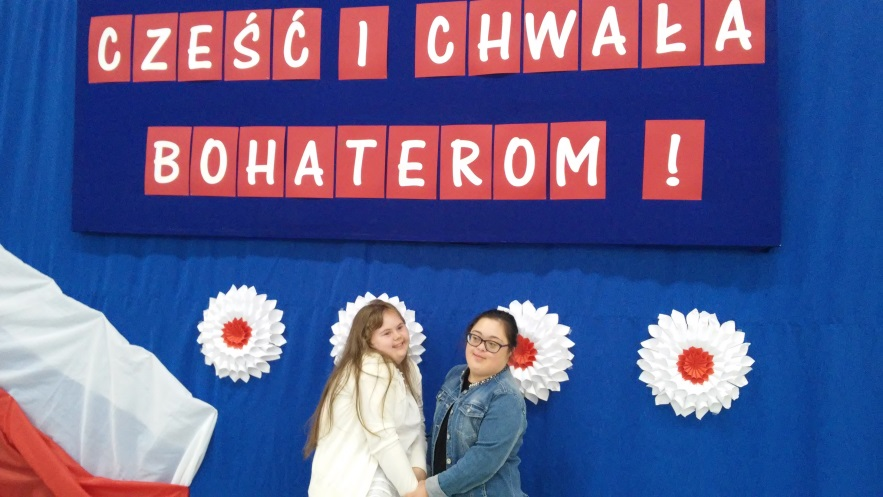 CZEŚĆ I CHWAŁA
BOHATEROM !